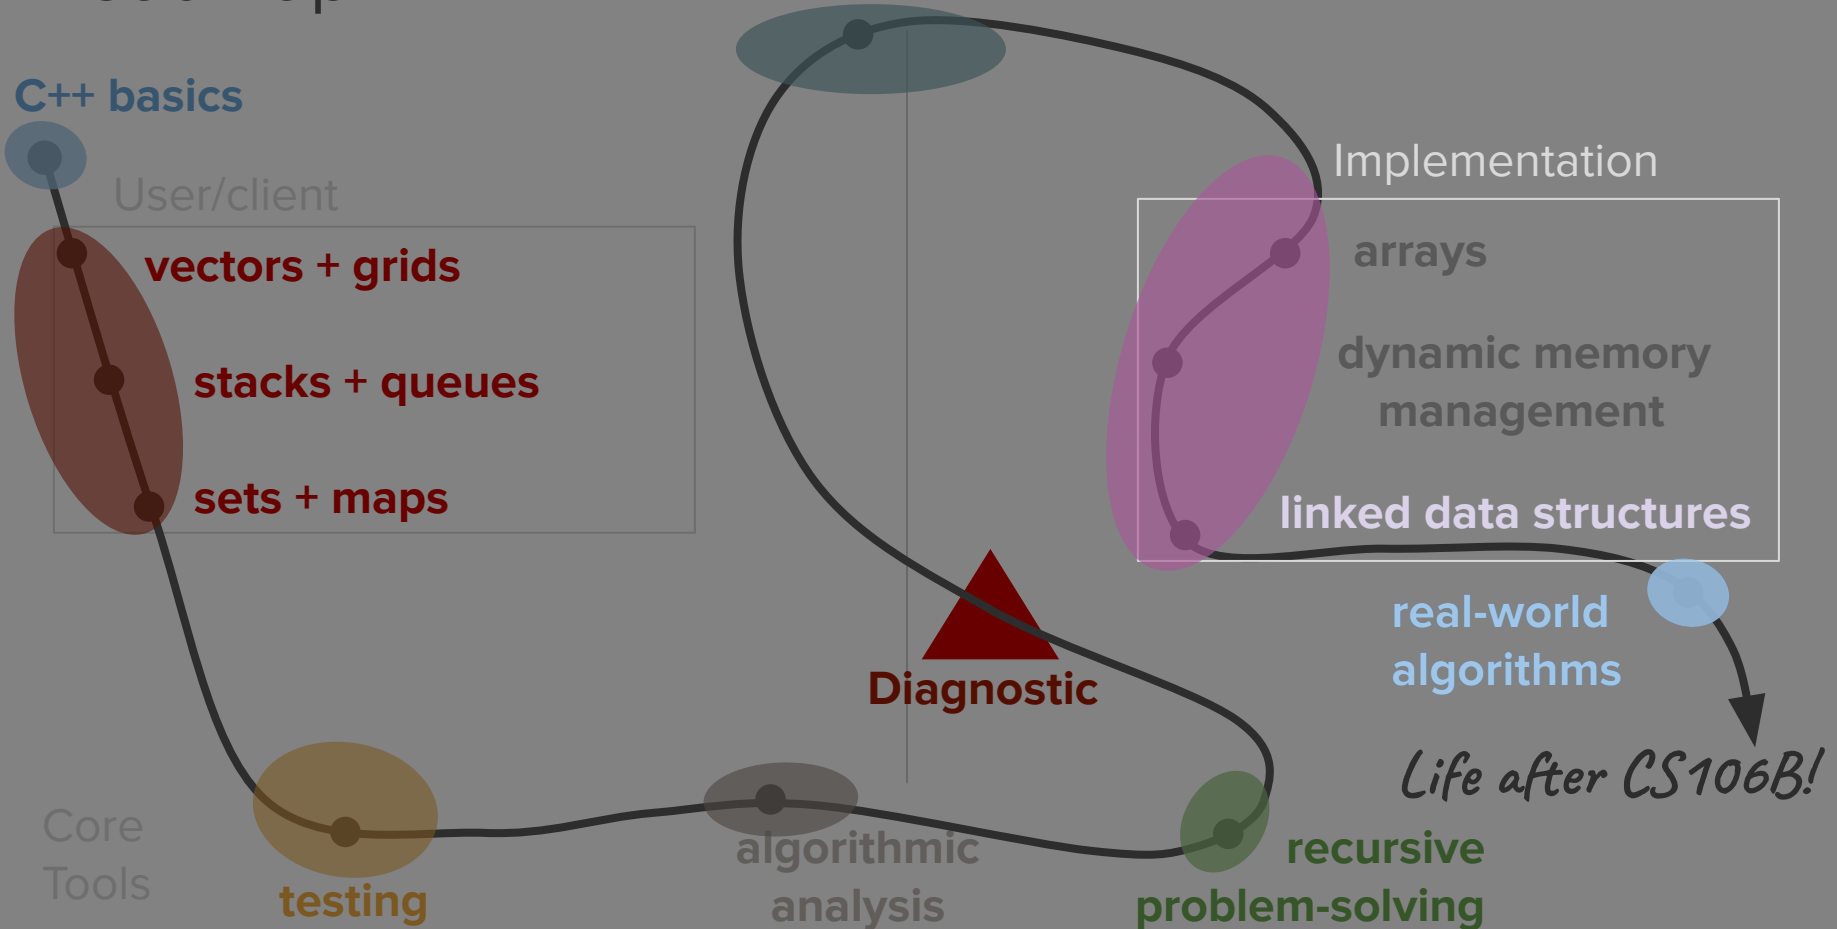 C++ basics
User/client
vectors + grids
stacks + queues
sets + maps
Core
Tools
testing
algorithmic
analysis
recursive
problem-solving
Diagnostic
Implementation
arrays
dynamic memory
management
linked data structures
real-world
algorithms
Life after CS106B!